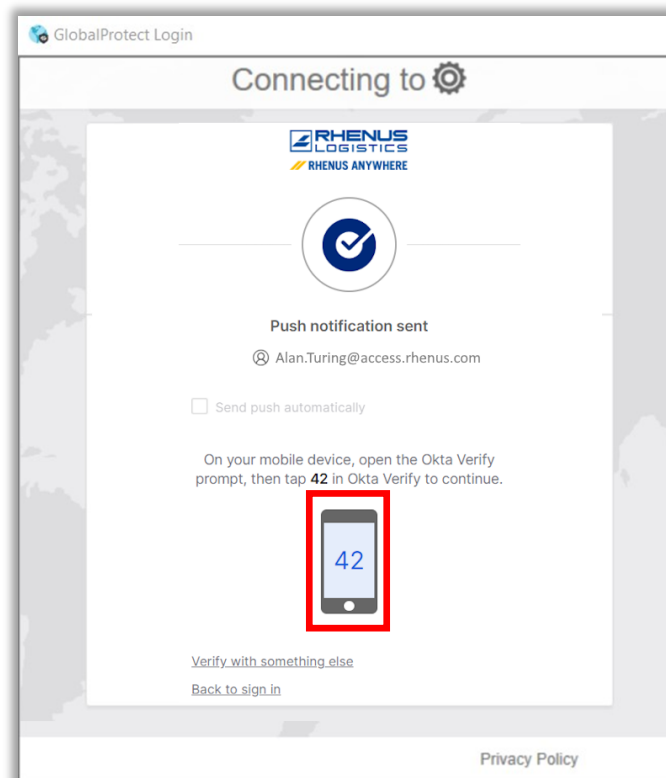 GlobalProtect Login
Connecting to
RHENUS
LOGISTICS
RHENUS ANYWHERE
Push notification sent
Alan.Turing@access.rhenus.com
Send push automatically
On your mobile device, open the Okta Verify
prompt, then tap 42 in Okta Verify to continue.
42
Verify with something else
Back to sign in
Privacy Policy